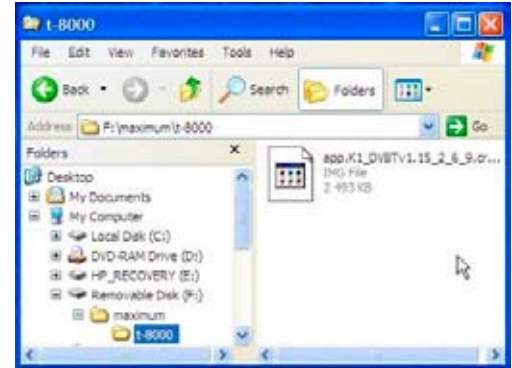 t-8000
File Edit View Favorites Tools Help
Back Search Folders
Address F:\maximum\t-8000 Go
Folders x
Desktop
My Documents
My Computer
Local Disk (C:)
DVD-RAM Drive (D:)
HP_RECOVERY (E:)
Removable Disk (F:)
maximum
t-8000
app.K1_DVBTv1.15_2_6_9.cr...
IMG File
2 493 KB